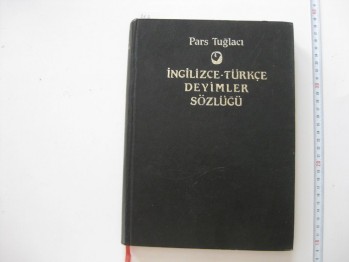 Pars Tuğlacı
İNGİLİZCE-TÜRKÇE
DEYİMLER
SÖZLÜĞÜ